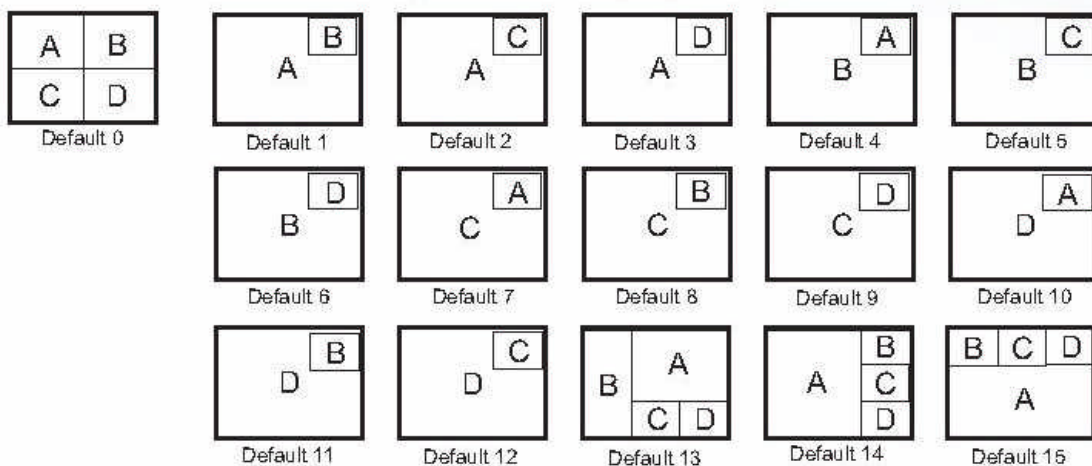 A B
C D
Default 0
B
A
Default 1
C
A
Default 2
D
A
Default 3
A
B
Default 4
C
B
Default 5
D
B
Default 6
A
C
Default 7
B
C
Default 8
D
C
Default 9
A
D
Default 10
B
D
Default 11
C
D
Default 12
A
B
C D
Default 13
B
A
C
D
Default 14
B C D
A
Default 15